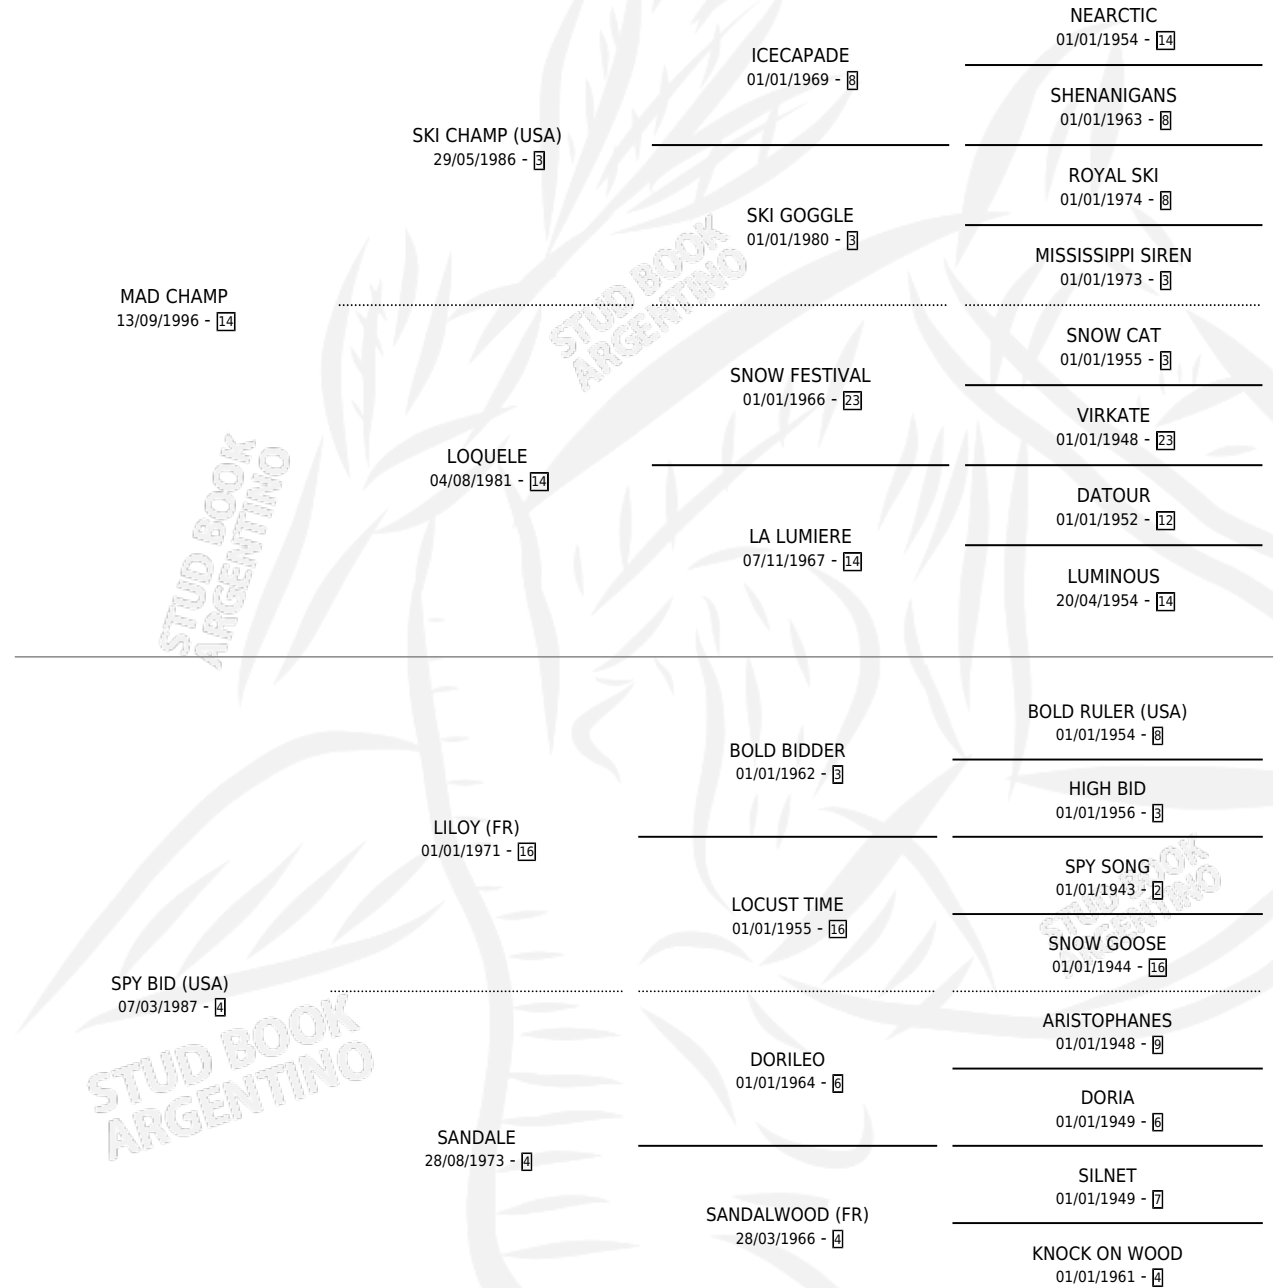 NEARCTIC
01/01/1954 - 14
ICECAPADE
01/01/1969 - 8
SHENANIGANS
01/01/1963 - 8
SKI CHAMP (USA)
29/05/1986 - 3
ROYAL SKI
01/01/1974 - 8
SKI GOGGLE
01/01/1980 - 3
MISSISSIPPI SIREN
01/01/1973 - 3
MAD CHAMP
13/09/1996 - 14
SNOW CAT
01/01/1955 - 3
SNOW FESTIVAL
01/01/1966 - 23
VIRKATE
01/01/1948 - 23
LOQUELE
04/08/1981 - 14
DATOUR
01/01/1952 - 12
LA LUMIERE
07/11/1967 - 14
LUMINOUS
20/04/1954 - 14
BOLD RULER (USA)
01/01/1954 - 8
BOLD BIDDER
01/01/1962 - 3
HIGH BID
01/01/1956 - 3
LILOY (FR)
01/01/1971 - 16
SPY SONG
01/01/1943 - 2
LOCUST TIME
01/01/1955 - 16
SNOW GOOSE
01/01/1944 - 16
SPY BID (USA)
07/03/1987 - 4
ARISTOPHANES
01/01/1948 - 9
DORILEO
01/01/1964 - 6
DORIA
01/01/1949 - 6
SANDALE
28/08/1973 - 4
SILNET
01/01/1949 - 7
SANDALWOOD (FR)
28/03/1966 - 4
KNOCK ON WOOD
01/01/1961 - 4
STUD BOOK
ARGENTINO
STUD BOOK
ARGENTINO
STUD BOOK
ARGENTINO
STUD BOOK
ARGENTINO